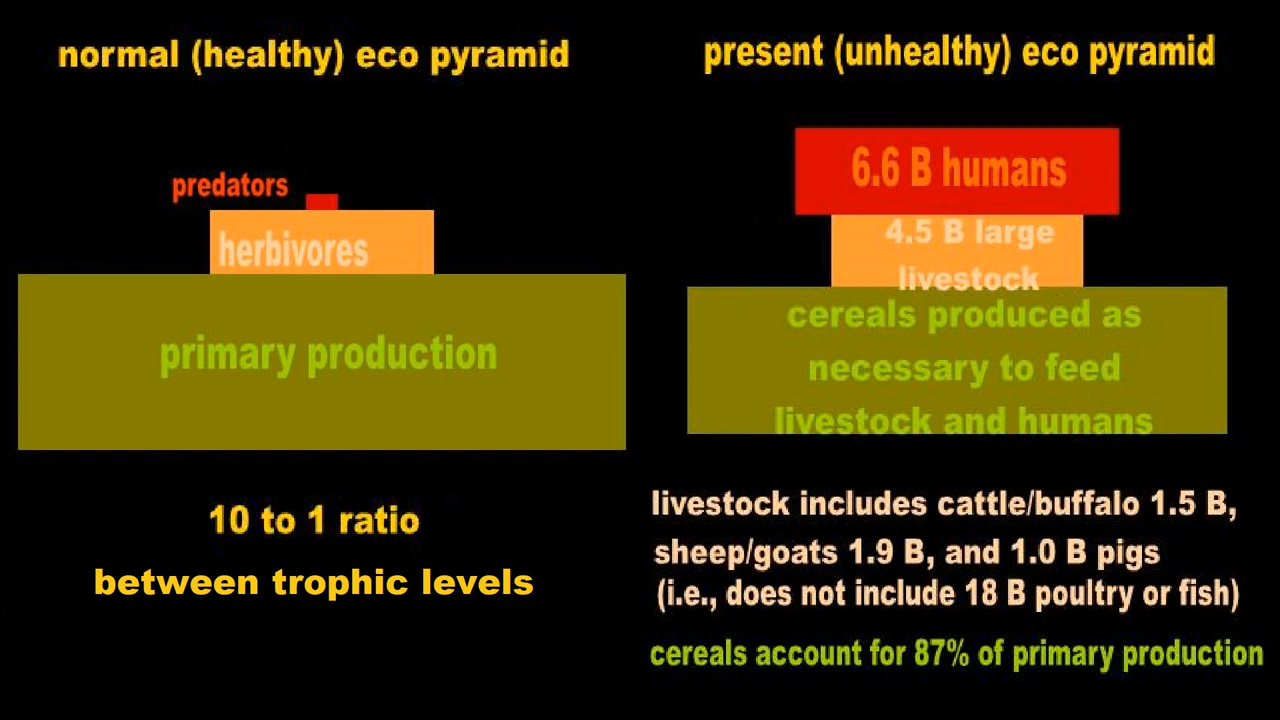 normal (healthy) eco pyramid
predators
herbivores
primary production
10 to 1 ratio
between trophic levels
present (unhealthy) eco pyramid
6.6 B humans
4.5 B large
livestock
cereals produced as
necessary to feed
livestock and humans
livestock includes cattle/buffalo 1.5 B,
sheep/goats 1.9 B, and 1.0 B pigs
(i.e., does not include 18 B poultry or fish)
cereals account for 87% of primary production